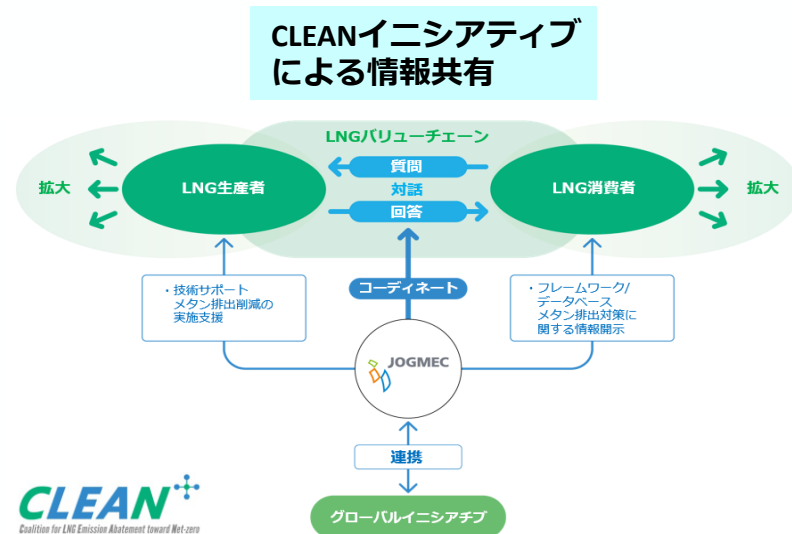 CLEANイニシアティブ
による情報共有
LNGバリューチェーン
拡大
LNG生産者
質問
対話
回答
LNG消費者
拡大
・技術サポート
メタン排出削減の
実施支援
コーディネート
・フレームワーク/
データベース
メタン排出対策に
関する情報開示
JOGMEC
連携
グローバルイニシアチブ
CLEAN
Coalition for LNG Emission Abatement toward Net-zero